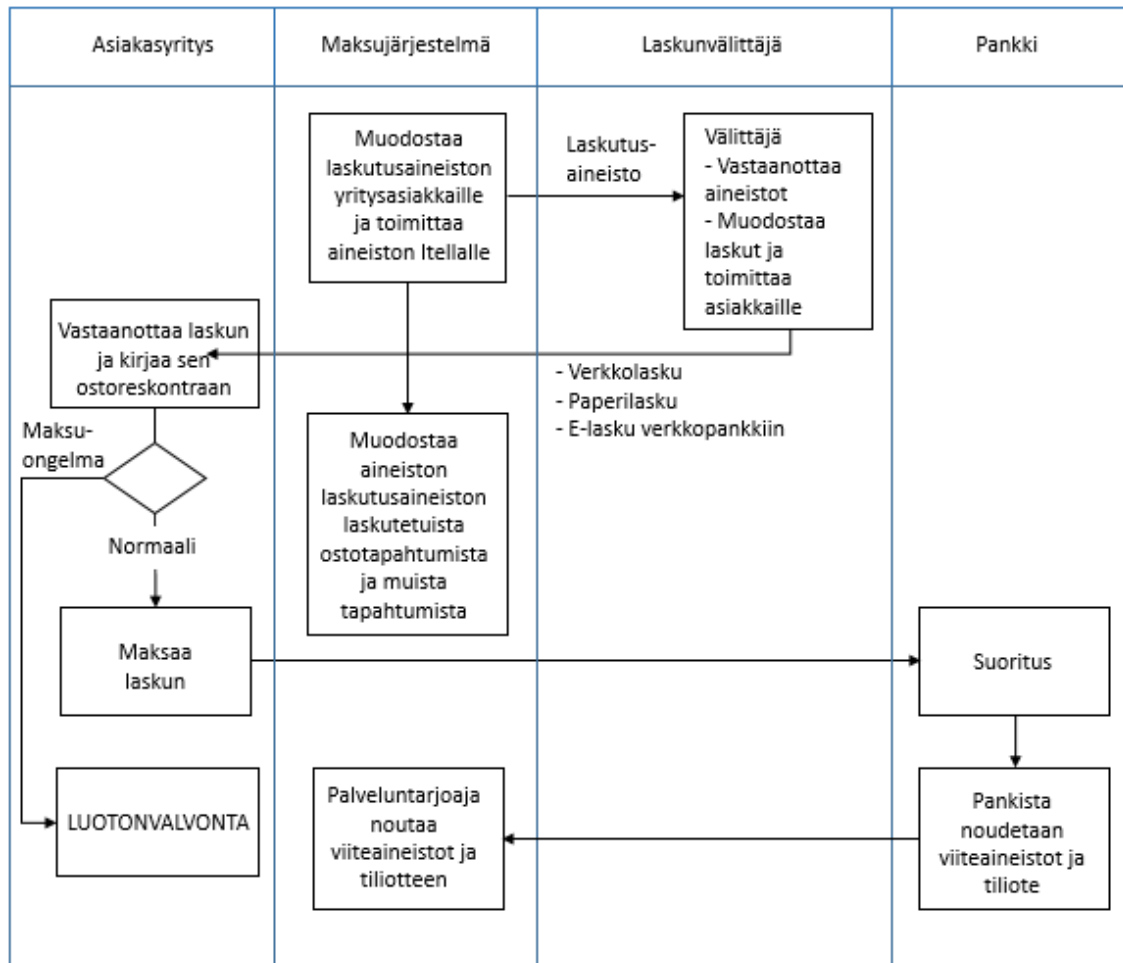 Asiakasyritys
Maksujärjestelmä
Laskunvälittäjä
Pankki
Muodostaa
laskutusaineiston
yritysasiakkaille
ja toimittaa
aineiston Itellalle
Laskutus-
aineisto
Välittäjä
- Vastaanottaa
aineistot
- Muodostaa
laskut ja
toimittaa
asiakkaille
Vastaanottaa laskun
ja kirjaa sen
ostoreskontraan
- Verkkolasku
- Paperilasku
- E-lasku verkkopankkiin
Maksu-
ongelma
Normaali
Muodostaa
aineiston
laskutusaineiston
laskutetuista
ostotapahtumista
ja muista
tapahtumista
Maksaa
laskun
Suoritus
LUOTONVALVONTA
Palveluntarjoaja
noutaa
viiteaineistot ja
tiliotteen
Pankista
noudetaan
viiteaineistot ja
tiliote